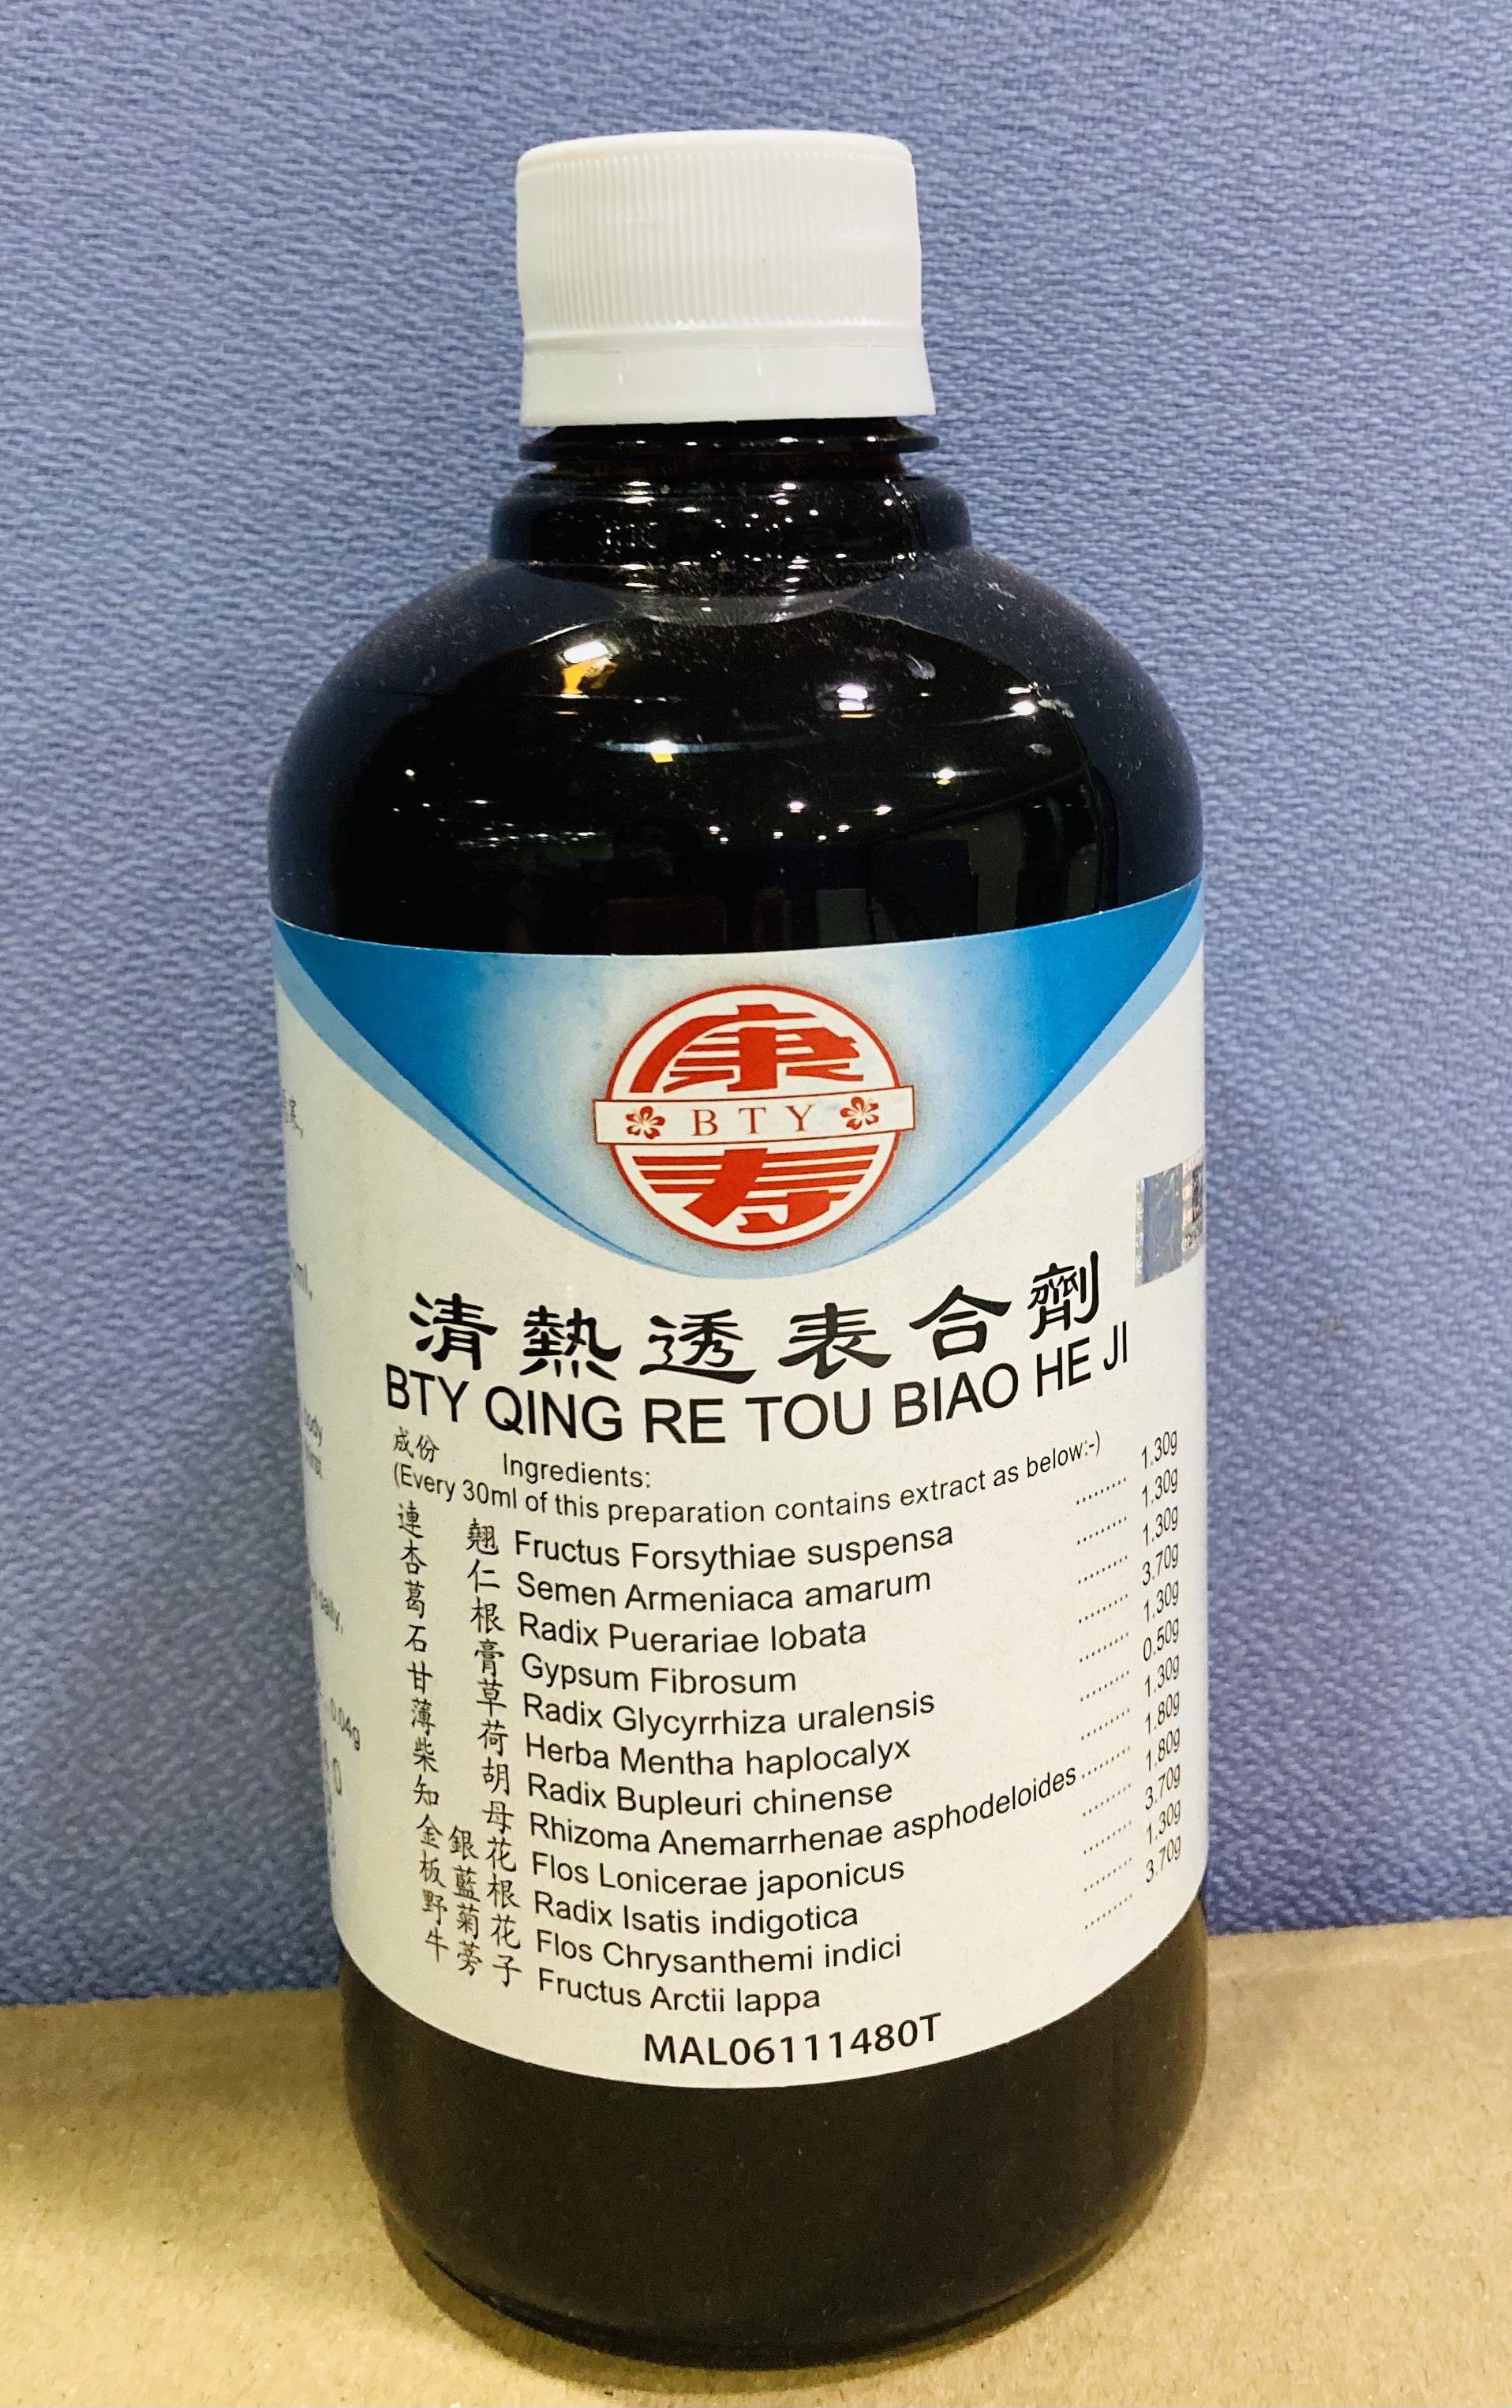 康
BTY
寿
清熱透表合劑
BTY QING RE TOU BIAO HE JI
成份 Ingredients:
(Every 30ml of this preparation contains extract as below:-)
連翹 Fructus Forsythiae suspensa ......... 1.30g
杏仁 Semen Armeniaca amarum ......... 1.30g
葛根 Radix Puerariae lobata ......... 1.30g
石膏 Gypsum Fibrosum ......... 3.70g
甘草 Radix Glycyrrhiza uralensis ......... 1.30g
薄荷 Herba Mentha haplocalyx ......... 0.50g
柴胡 Radix Bupleuri chinense ......... 1.30g
知母 Rhizoma Anemarrhenae asphodeloides ......... 1.80g
金銀花 Flos Lonicerae japonicus ......... 1.80g
板藍根 Radix Isatis indigotica ......... 3.70g
野菊花 Flos Chrysanthemi indici ......... 1.30g
牛蒡子 Fructus Arctii lappa ......... 3.70g
MAL06111480T
ml,
daily,
0.04g